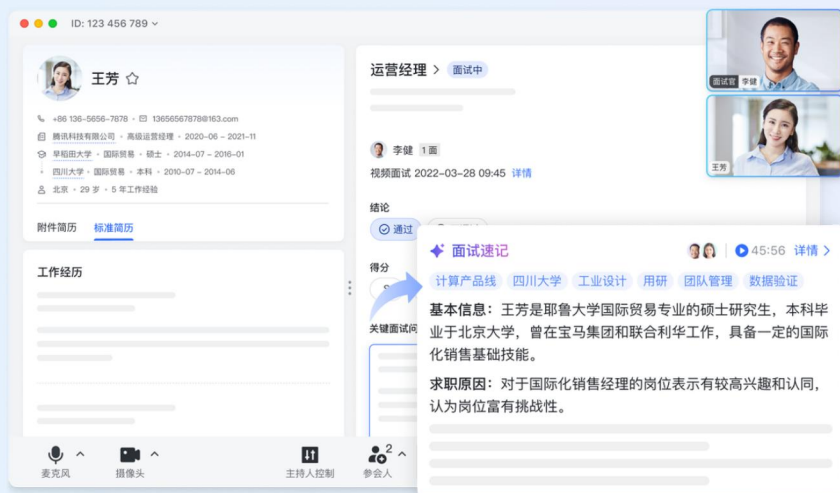 ID: 123 456 789
王芳
+86 136-5656-7878 · 13656567878@163.com
腾讯科技有限公司 · 高级运营经理 · 2020-06 ~ 2021-11
早稻田大学 · 国际贸易 · 硕士 · 2014-07 ~ 2016-01
四川大学 · 国际贸易 · 本科 · 2010-07 ~ 2014-06
北京 · 29 岁 · 5 年工作经验
附件简历 标准简历
工作经历
运营经理 > 面试中
李健 1 面
视频面试 2022-03-28 09:45 详情
结论
通过
得分
关键面试问
面试官 李健
王芳
面试速记 45:56 详情 >
计算产品线 四川大学 工业设计 用研 团队管理 数据验证
基本信息：王芳是耶鲁大学国际贸易专业的硕士研究生，本科毕
业于北京大学，曾在宝马集团和联合利华工作，具备一定的国际
化销售基础技能。
求职原因：对于国际化销售经理的岗位表示有较高兴趣和认同，
认为岗位富有挑战性。
麦克风 摄像头 主持人控制 参会人 2